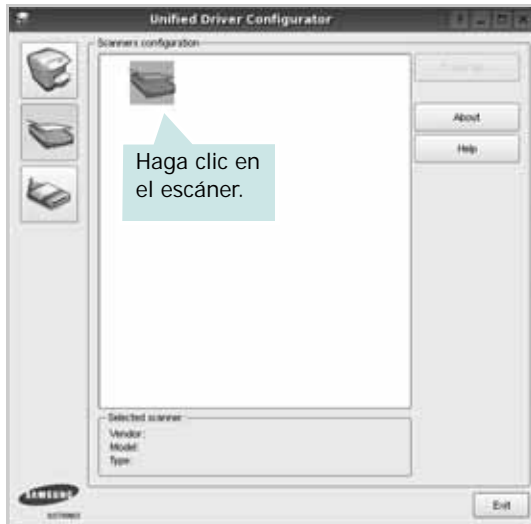 Unified Driver Configurator
Scanners configuration
About
Help
Haga clic en
el escáner.
Selected scanner
Vendor:
Model:
Type:
SAMSUNG
Exit